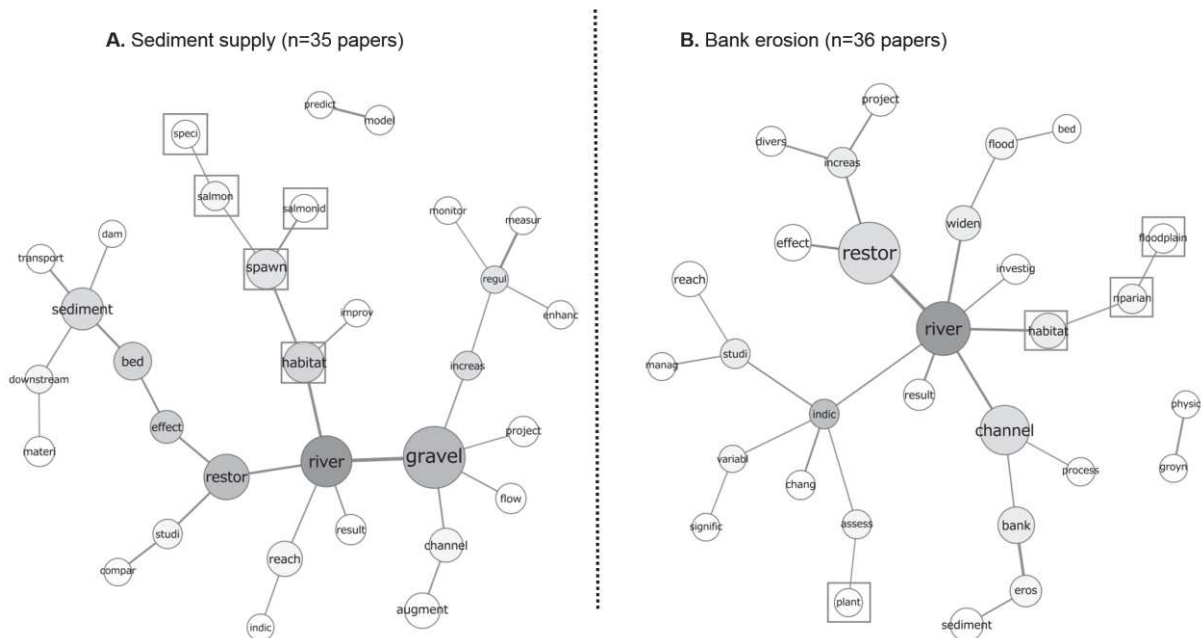 A. Sediment supply (n=35 papers)
predict
model
speci
salmon
salmonid
monitor
measur
dam
transport
spawn
regul
sediment
improv
enhanc
bed
habitat
increas
downstream
effect
project
materi
restor
river
gravel
flow
studi
result
compar
reach
channel
indic
augment
B. Bank erosion (n=36 papers)
project
divers
increas
flood
bed
effect
restor
widen
floodplain
reach
investig
riparian
river
habitat
studi
manag
result
indic
channel
physic
variabl
chang
process
groyn
signific
assess
bank
plant
eros
sediment